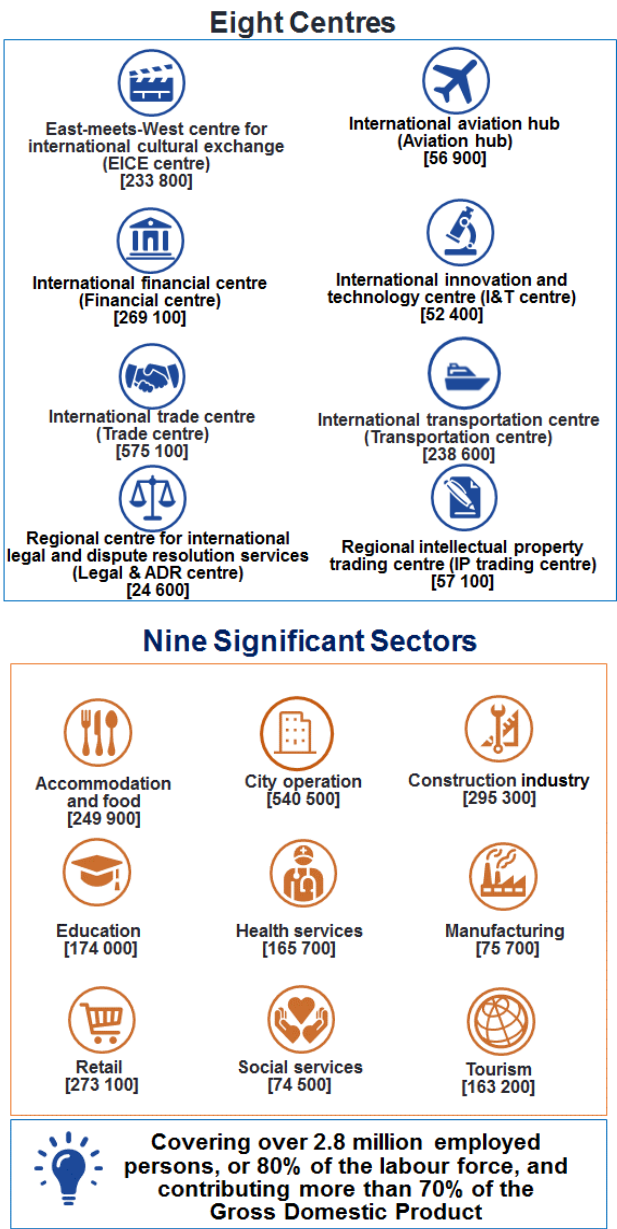 Eight Centres
East-meets-West centre for
international cultural exchange
(EICE centre)
[233 800]
International aviation hub
(Aviation hub)
[56 900]
International financial centre
(Financial centre)
[269 100]
International innovation and
technology centre (I&T centre)
[52 400]
International trade centre
(Trade centre)
[575 100]
International transportation centre
(Transportation centre)
[238 600]
Regional centre for international
legal and dispute resolution services
(Legal & ADR centre)
[24 600]
Regional intellectual property
trading centre (IP trading centre)
[57 100]
Nine Significant Sectors
Accommodation
and food
[249 900]
City operation
[540 500]
Construction industry
[295 300]
Education
[174 000]
Health services
[165 700]
Manufacturing
[75 700]
Retail
[273 100]
Social services
[74 500]
Tourism
[163 200]
Covering over 2.8 million employed
persons, or 80% of the labour force, and
contributing more than 70% of the
Gross Domestic Product